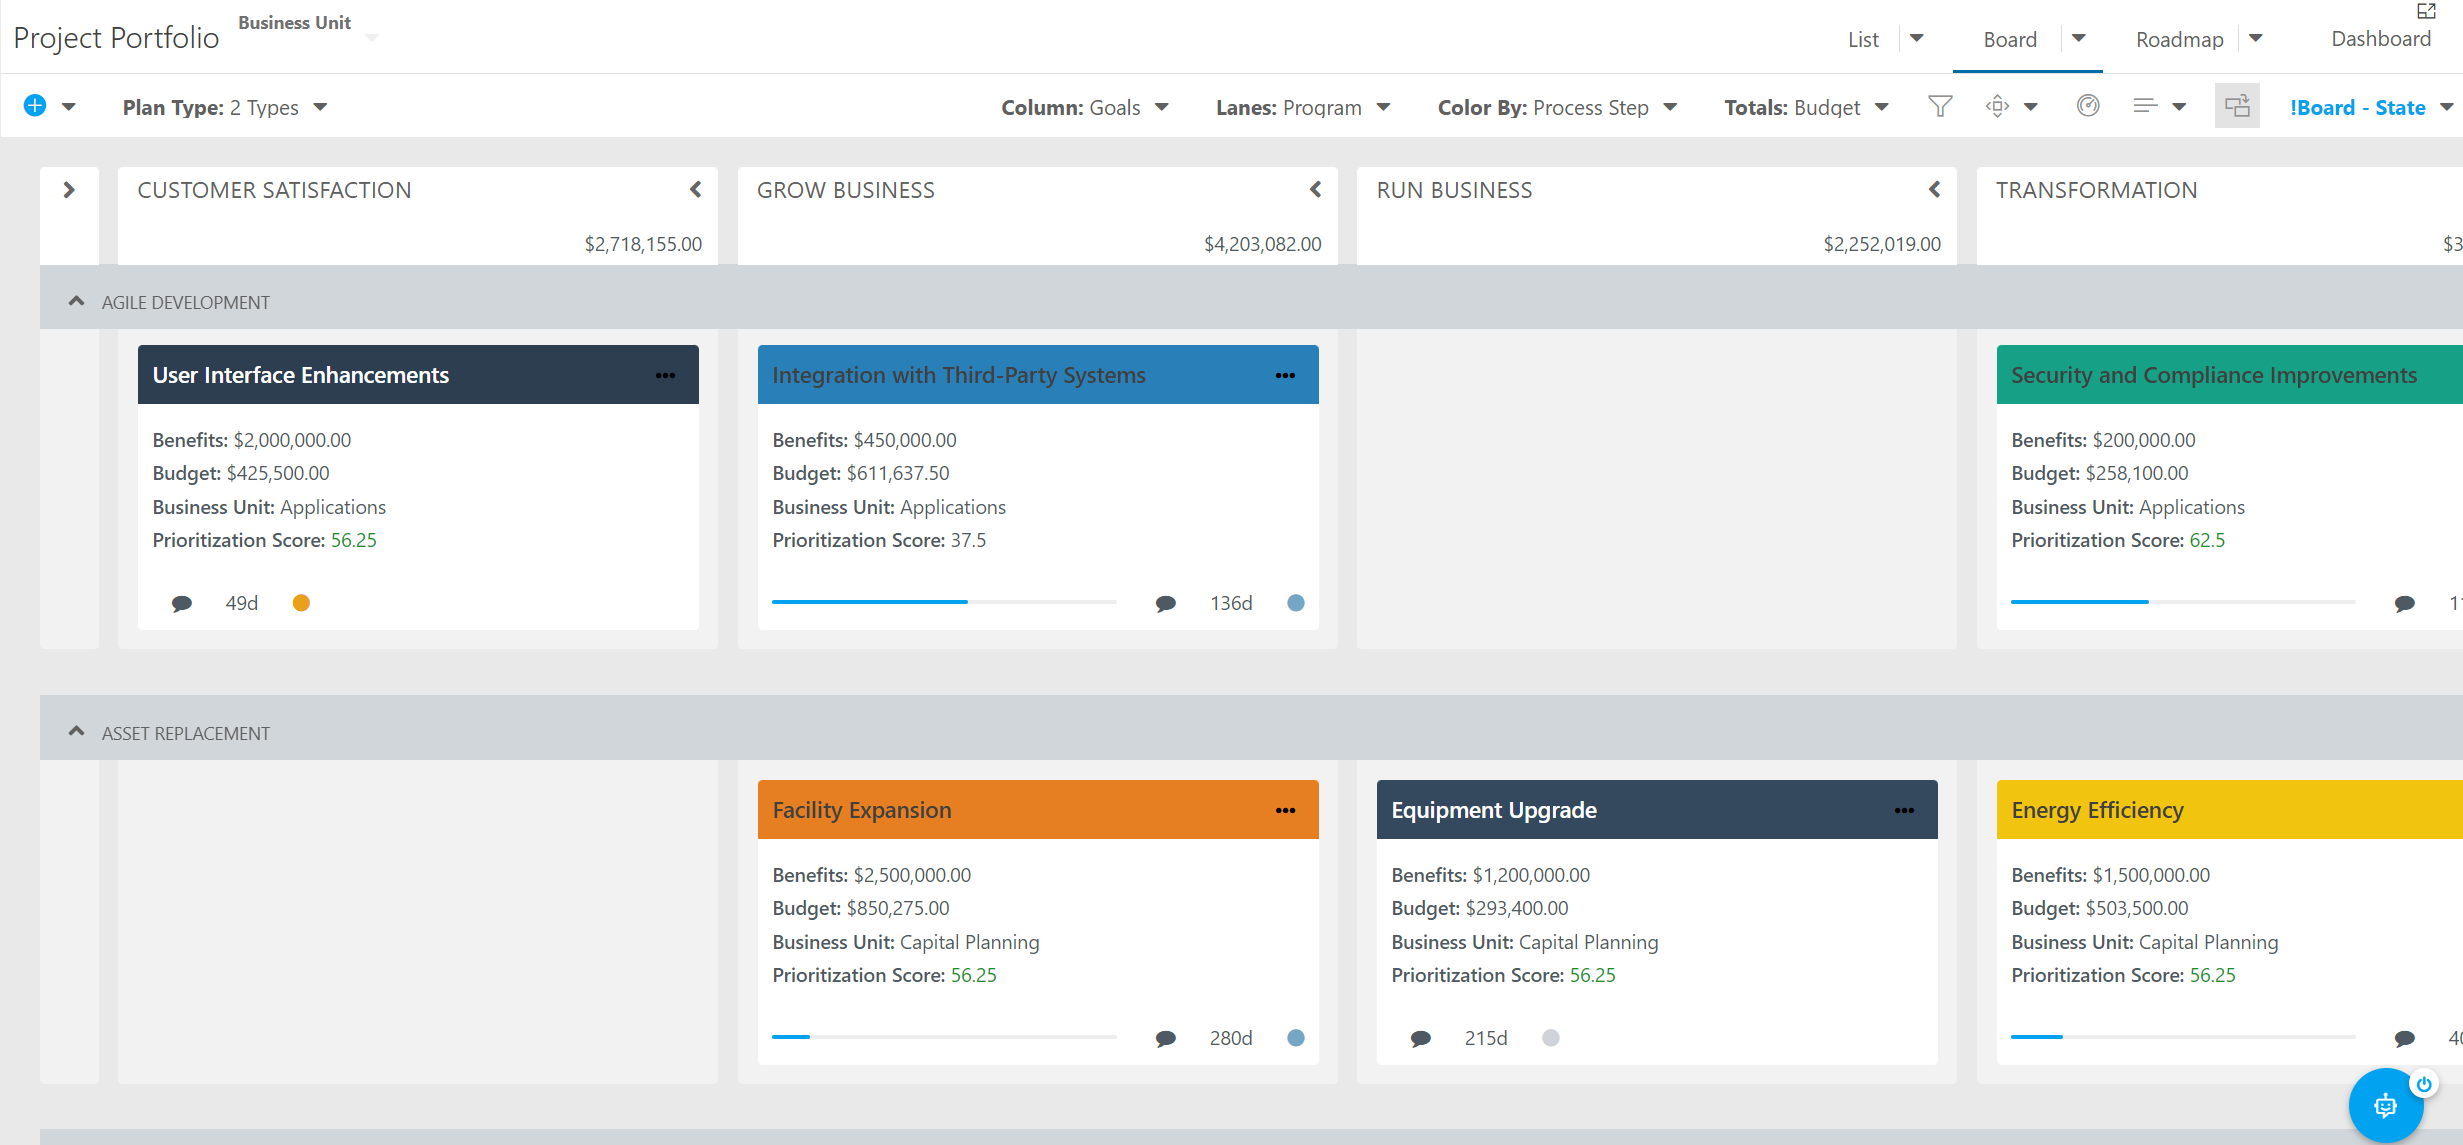 Project Portfolio
Business Unit
List
Board
Roadmap
Dashboard
Plan Type: 2 Types
Column: Goals
Lanes: Program
Color By: Process Step
Totals: Budget
!Board - State
CUSTOMER SATISFACTION
$2,718,155.00
GROW BUSINESS
$4,203,082.00
RUN BUSINESS
$2,252,019.00
TRANSFORMATION
$3
AGILE DEVELOPMENT
User Interface Enhancements
Benefits: $2,000,000.00
Budget: $425,500.00
Business Unit: Applications
Prioritization Score: 56.25
49d
Integration with Third-Party Systems
Benefits: $450,000.00
Budget: $611,637.50
Business Unit: Applications
Prioritization Score: 37.5
136d
Security and Compliance Improvements
Benefits: $200,000.00
Budget: $258,100.00
Business Unit: Applications
Prioritization Score: 62.5
ASSET REPLACEMENT
Facility Expansion
Benefits: $2,500,000.00
Budget: $850,275.00
Business Unit: Capital Planning
Prioritization Score: 56.25
280d
Equipment Upgrade
Benefits: $1,200,000.00
Budget: $293,400.00
Business Unit: Capital Planning
Prioritization Score: 56.25
215d
Energy Efficiency
Benefits: $1,500,000.00
Budget: $503,500.00
Business Unit: Capital Planning
Prioritization Score: 56.25